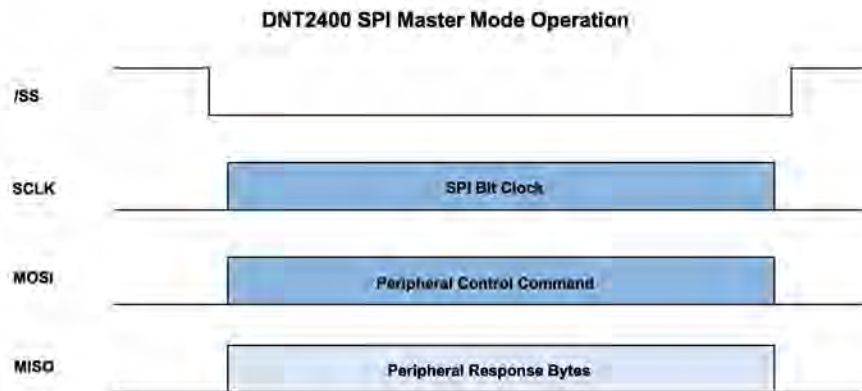 DNT2400 SPI Master Mode Operation
/SS
SCLK
SPI Bit Clock
MOSI
Peripheral Control Command
MISO
Peripheral Response Bytes